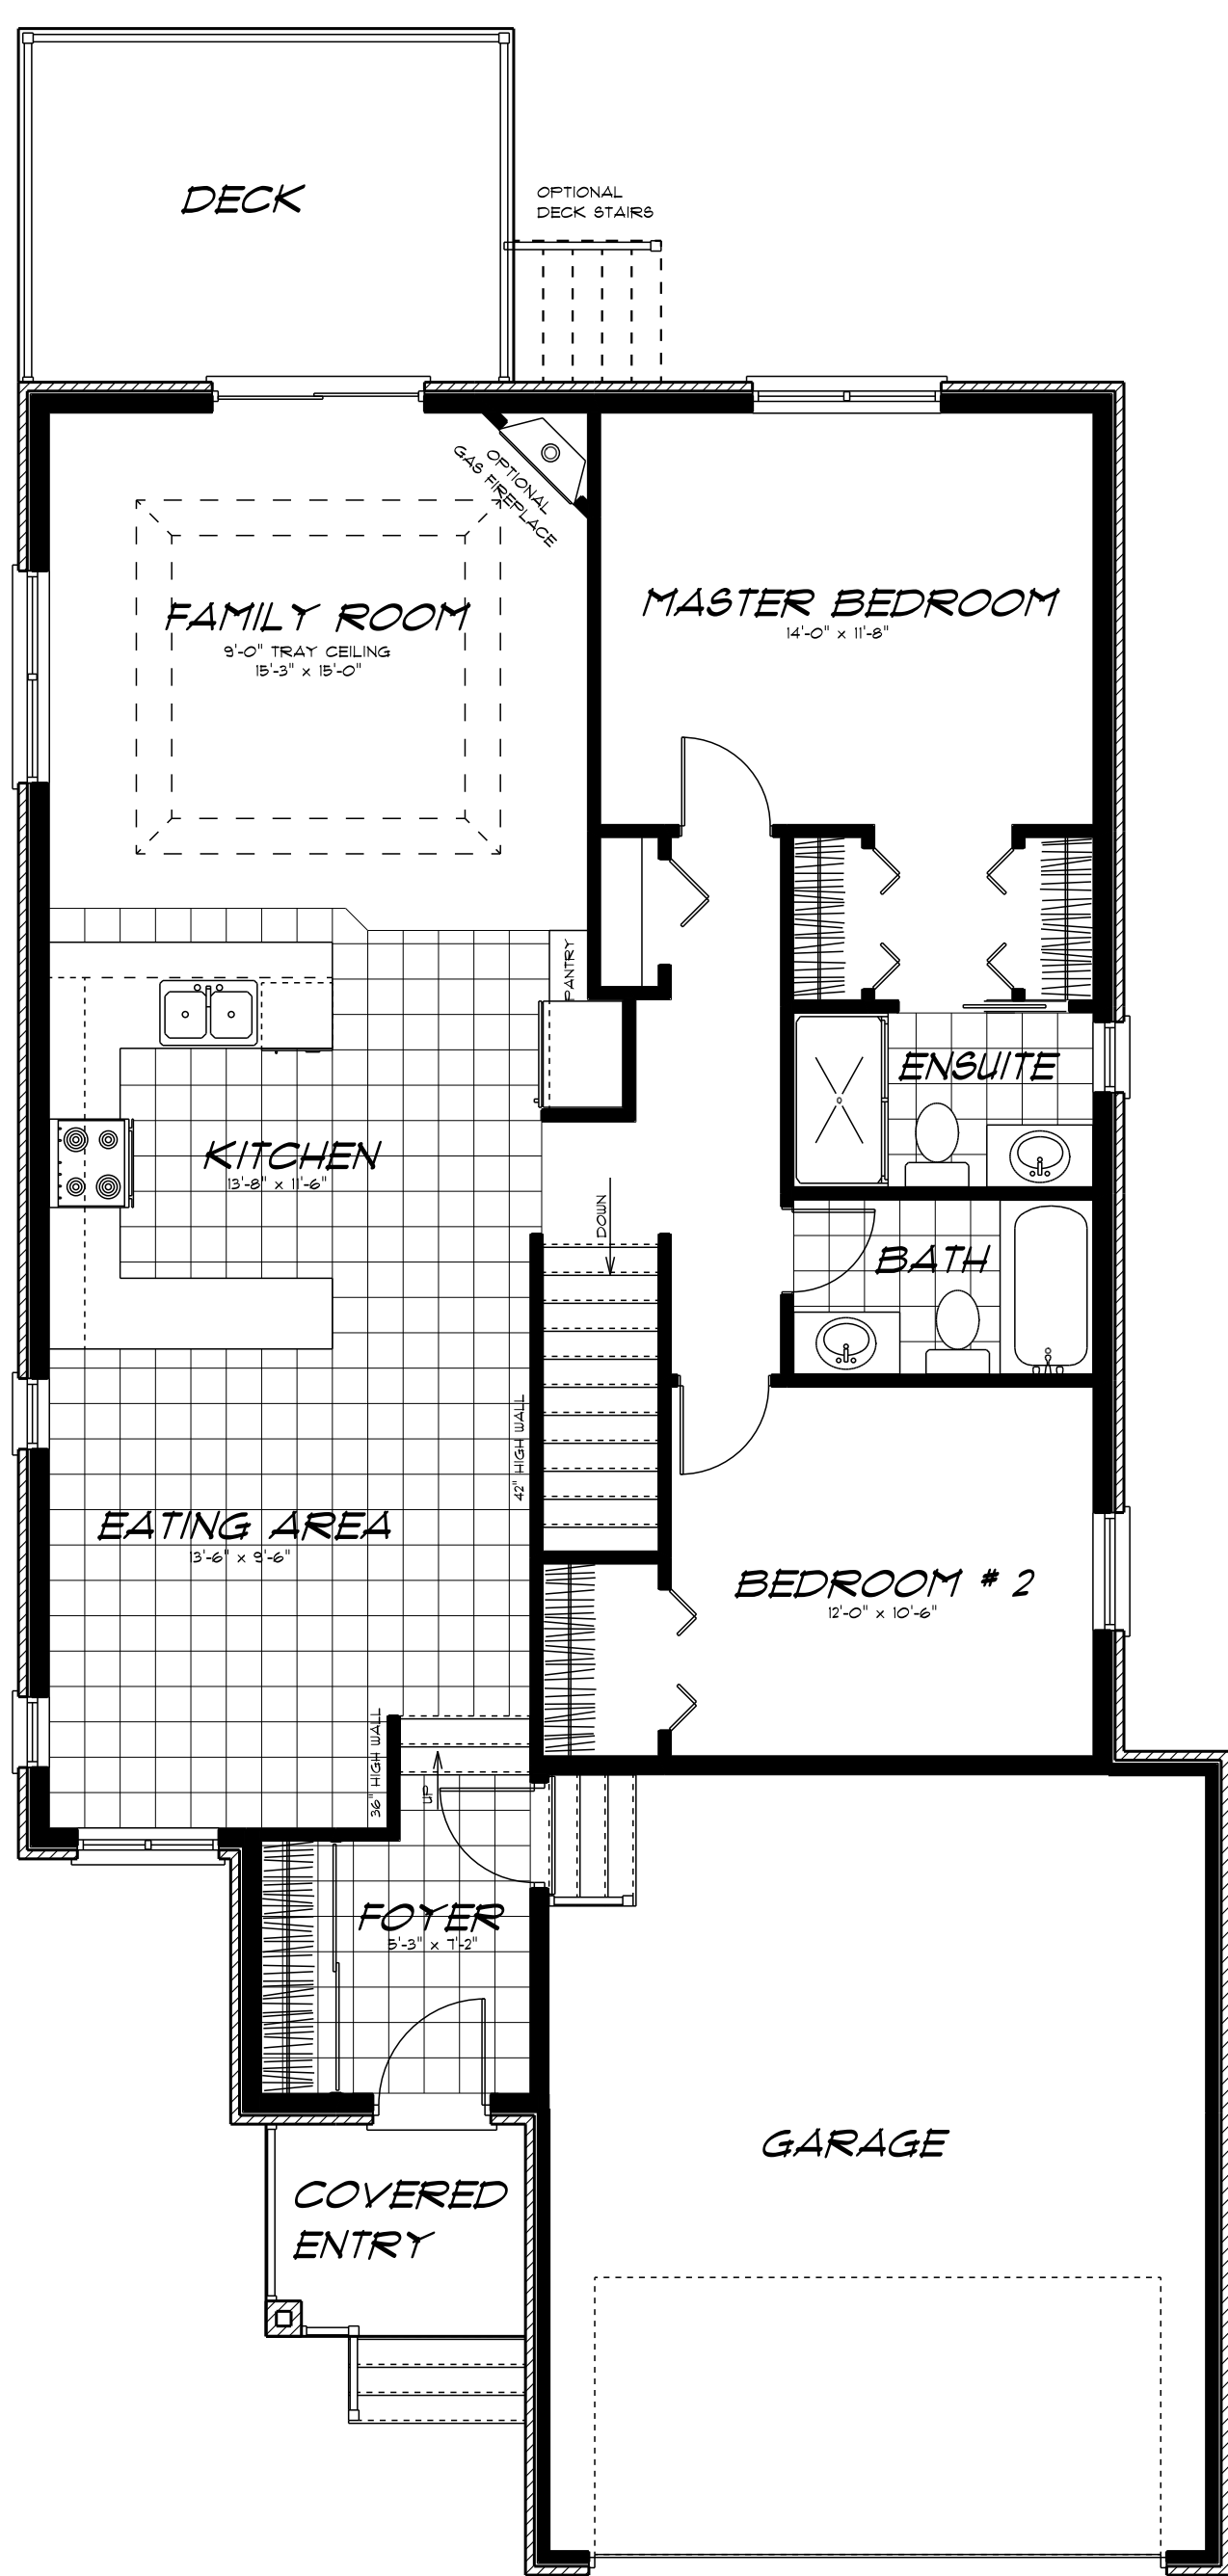 DECK
OPTIONAL
DECK STAIRS
OPTIONAL
GAS FIREPLACE
FAMILY ROOM
9'-0" TRAY CEILING
15'-3" x 15'-0"
MASTER BEDROOM
14'-0" x 11'-8"
PANTRY
ENSUITE
KITCHEN
13'-8" x 11'-6"
DOWN
BATH
42" HIGH WALL
EATING AREA
13'-6" x 9'-6"
BEDROOM # 2
12'-0" x 10'-6"
36" HIGH WALL
UP
FOYER
5'-3" x 7'-2"
GARAGE
COVERED
ENTRY